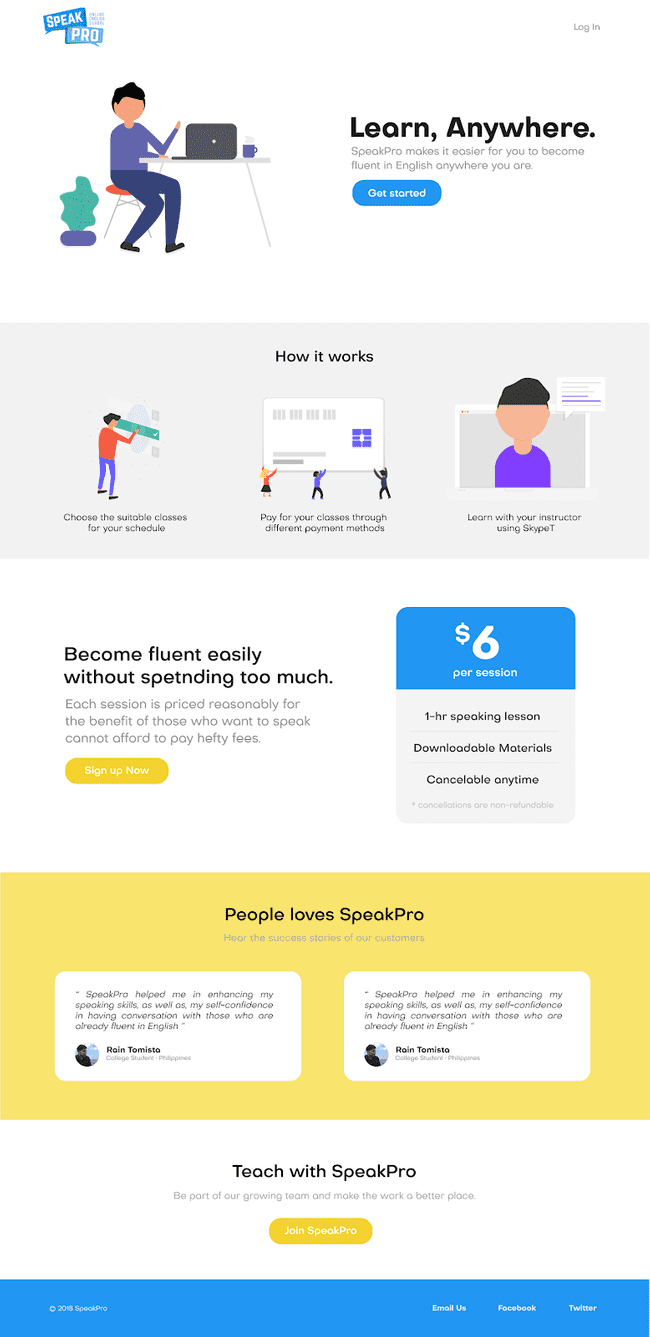 SPEAK
ONLINE
ENGLISH
SCHOOL
PRO
Log In
Learn, Anywhere.
SpeakPro makes it easier for you to become
fluent in English anywhere you are.
Get started
How it works
Choose the suitable classes
for your schedule
Pay for your classes through
different payment methods
Learn with your instructor
using SkypeT
Become fluent easily
without spetnding too much.
Each session is priced reasonably for
the benefit of those who want to speak
cannot afford to pay hefty fees.
Sign up Now
$6
per session
1-hr speaking lesson
Downloadable Materials
Cancelable anytime
* cancellations are non-refundable
People loves SpeakPro
Hear the success stories of our customers
“ SpeakPro helped me in enhancing my
speaking skills, as well as, my self-confidence
in having conversation with those who are
already fluent in English ”
Rain Tomista
College Student - Philippines
“ SpeakPro helped me in enhancing my
speaking skills, as well as, my self-confidence
in having conversation with those who are
already fluent in English ”
Rain Tomista
College Student - Philippines
Teach with SpeakPro
Be part of our growing team and make the work a better place.
Join SpeakPro
© 2018 SpeakPro
Email Us
Facebook
Twitter